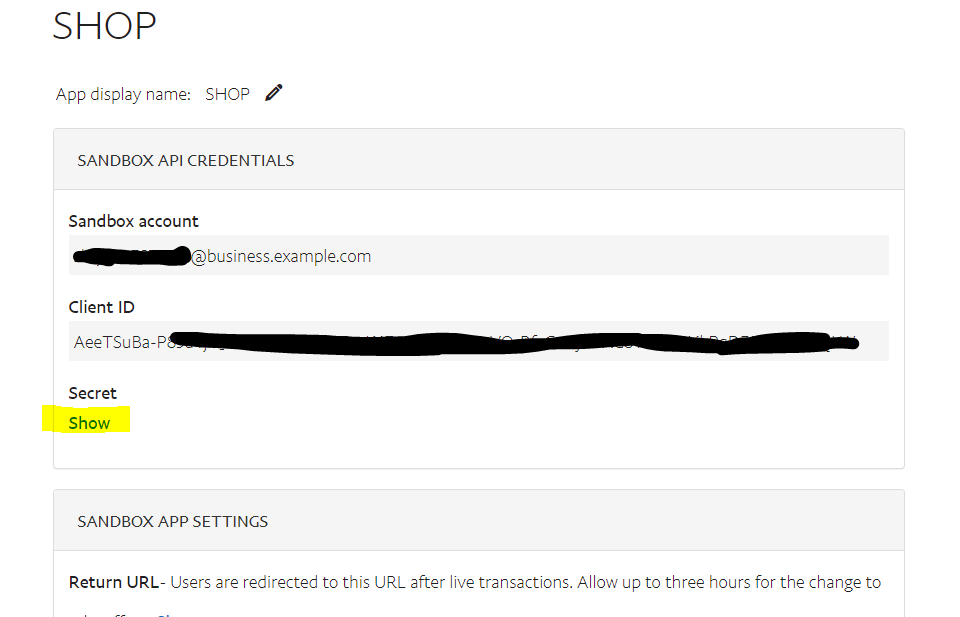 SHOP
App display name: SHOP
SANDBOX API CREDENTIALS
Sandbox account
@business.example.com
Client ID
AeeTSuBa-P
Secret
Show
SANDBOX APP SETTINGS
Return URL- Users are redirected to this URL after live transactions. Allow up to three hours for the change to